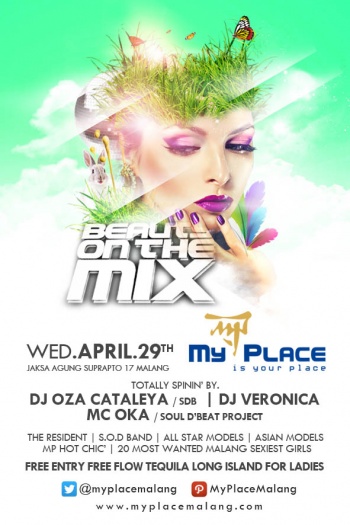 BEAUTE
ON THE
MIX
myp
MY PLACE
is your place
WED.APRIL.29TH
JAKSA AGUNG SUPRAPTO 17 MALANG
TOTALLY SPININ' BY.
DJ OZA CATALEYA / SDB | DJ VERONICA
MC OKA / SOUL D'BEAT PROJECT
THE RESIDENT | S.O.D BAND | ALL STAR MODELS | ASIAN MODELS
MP HOT CHIC' | 20 MOST WANTED MALANG SEXIEST GIRLS
FREE ENTRY FREE FLOW TEQUILA LONG ISLAND FOR LADIES
@myplacemalang MyPlaceMalang
www.myplacemalang.com